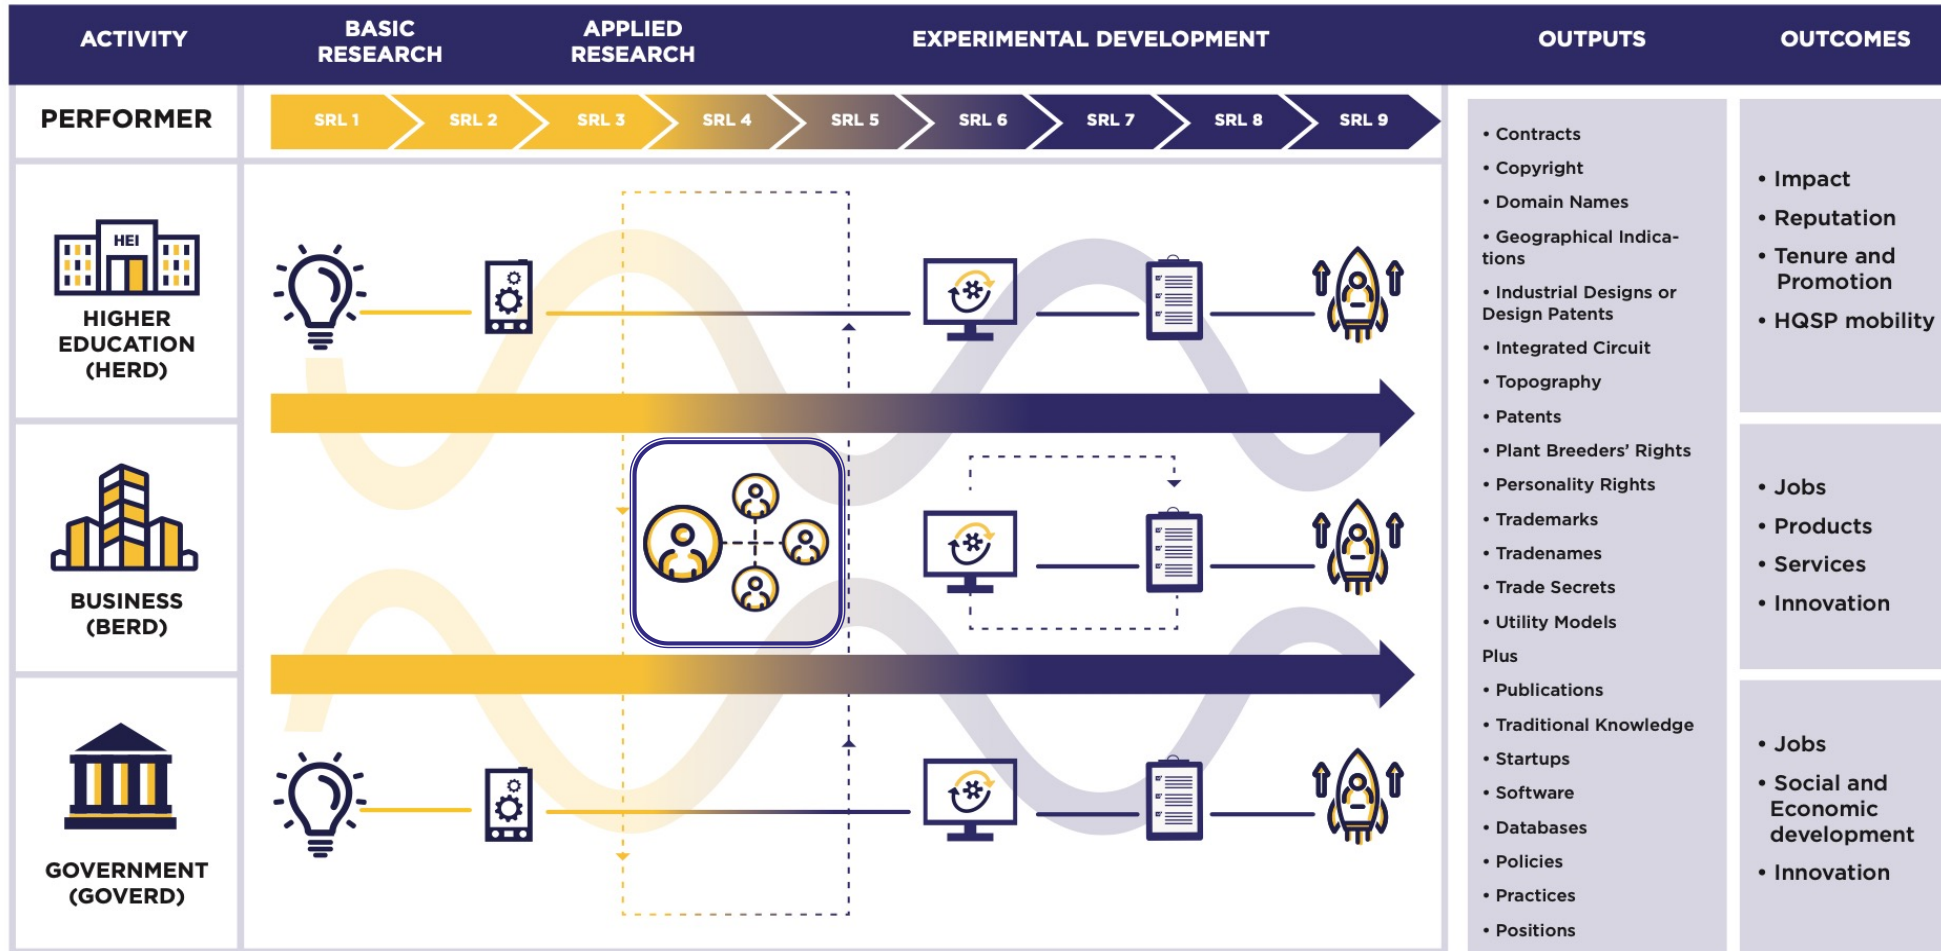 ACTIVITY
BASIC
RESEARCH
APPLIED
RESEARCH
EXPERIMENTAL DEVELOPMENT
OUTPUTS
OUTCOMES
PERFORMER
SRL 1
SRL 2
SRL 3
SRL 4
SRL 5
SRL 6
SRL 7
SRL 8
SRL 9
HEI
HIGHER
EDUCATION
(HERD)
BUSINESS
(BERD)
GOVERNMENT
(GOVERD)
• Contracts
• Copyright
• Domain Names
• Geographical Indica-
tions
• Industrial Designs or
Design Patents
• Integrated Circuit
• Topography
• Patents
• Plant Breeders’ Rights
• Personality Rights
• Trademarks
• Tradenames
• Trade Secrets
• Utility Models
Plus
• Publications
• Traditional Knowledge
• Startups
• Software
• Databases
• Policies
• Practices
• Positions
• Impact
• Reputation
• Tenure and
Promotion
• HQSP mobility
• Jobs
• Products
• Services
• Innovation
• Jobs
• Social and
Economic
development
• Innovation